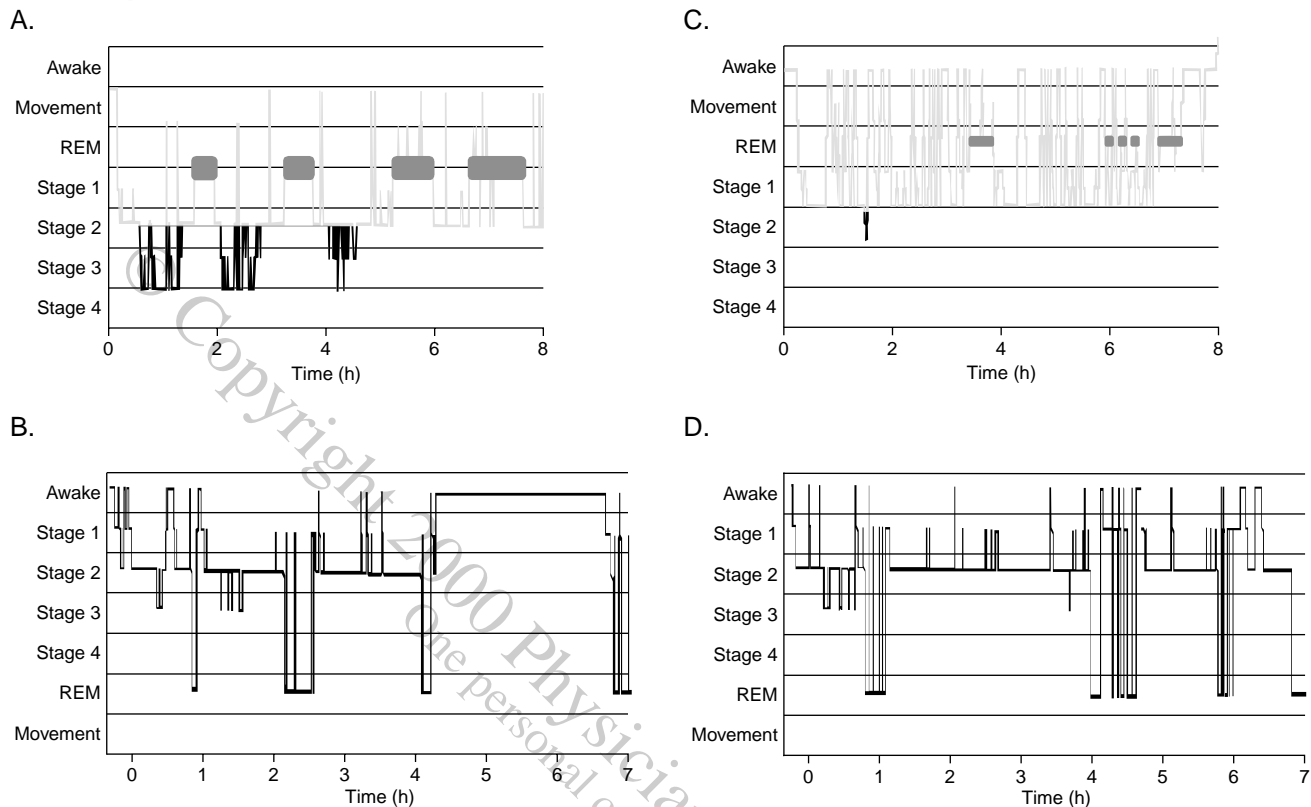 A.
Awake
Movement
REM
Stage 1
Stage 2
Stage 3
Stage 4
0 2 4 6 8
Time (h)
C.
Awake
Movement
REM
Stage 1
Stage 2
Stage 3
Stage 4
0 2 4 6 8
Time (h)
B.
Awake
Stage 1
Stage 2
Stage 3
Stage 4
REM
Movement
0 1 2 3 4 5 6 7
Time (h)
D.
Awake
Stage 1
Stage 2
Stage 3
Stage 4
REM
Movement
0 1 2 3 4 5 6 7
Time (h)
© Copyright 2000 Physician
One personal